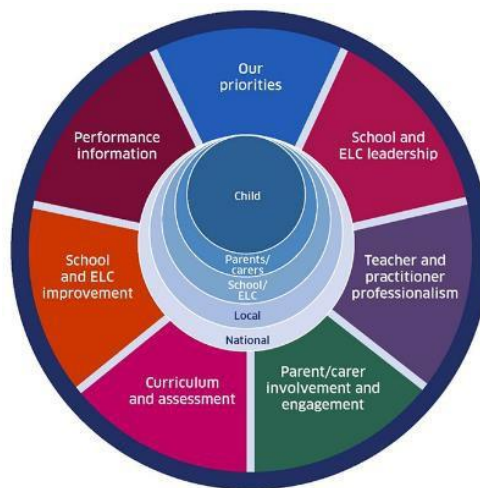 Our
priorities
School and
ELC leadership
Teacher and
practitioner
professionalism
Parent/carer
involvement and
engagement
Curriculum
and assessment
School
and ELC
improvement
Performance
information
Child
Parents/
carers
School/
ELC
Local
National